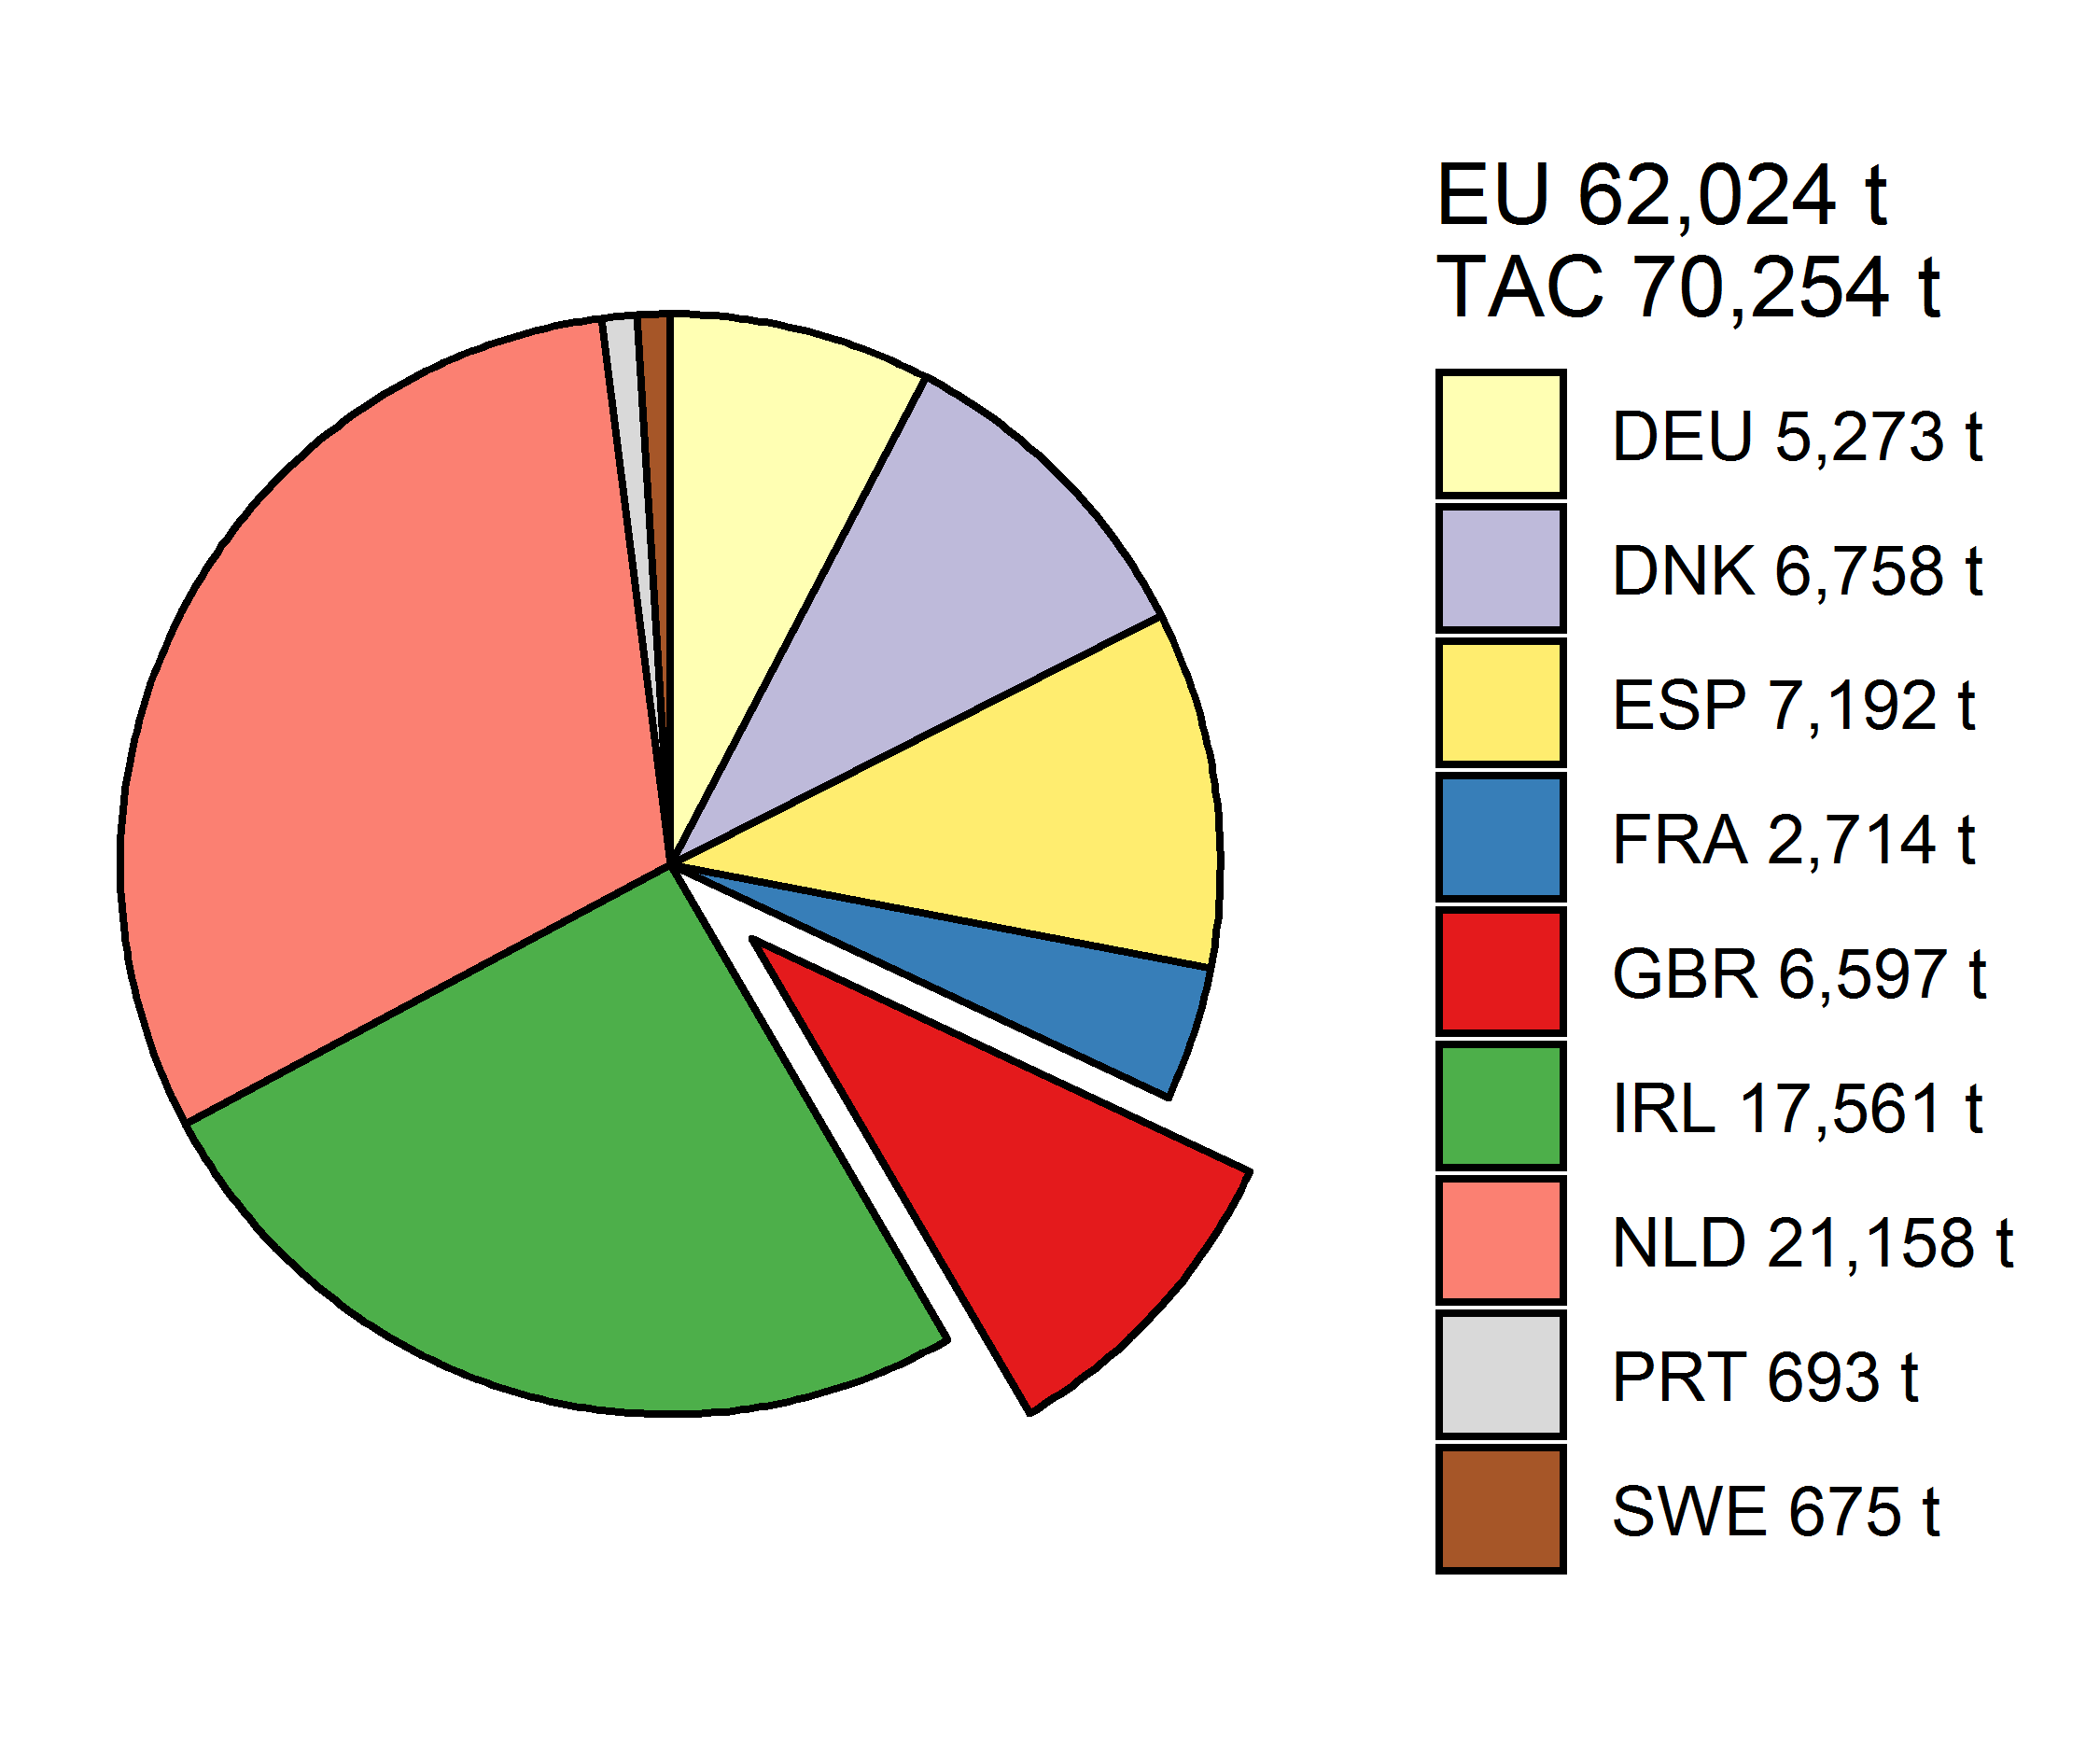 EU 62,024 t
TAC 70,254 t
DEU 5,273 t
DNK 6,758 t
ESP 7,192 t
FRA 2,714 t
GBR 6,597 t
IRL 17,561 t
NLD 21,158 t
PRT 693 t
SWE 675 t